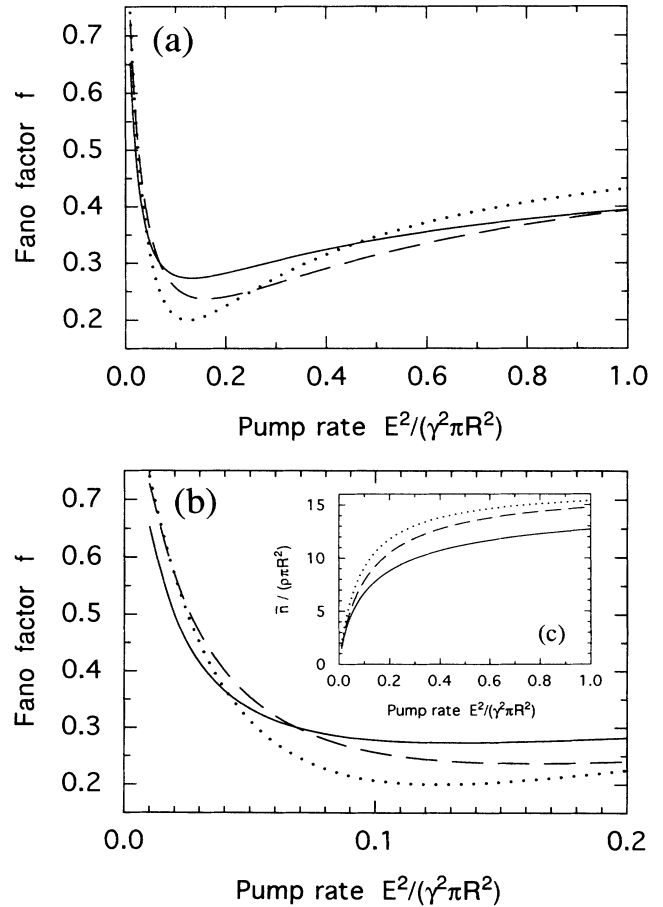 (a)
Fano factor f
0.7
0.6
0.5
0.4
0.3
0.2
0.0 0.2 0.4 0.6 0.8 1.0
Pump rate E²/(γ²πR²)
(b)
Fano factor f
0.7
0.6
0.5
0.4
0.3
0.2
0.0 0.1 0.2
Pump rate E²/(γ²πR²)
(c)
n̄ / (ρπR²)
15
10
5
0
0.0 0.2 0.4 0.6 0.8 1.0
Pump rate E²/(γ²πR²)